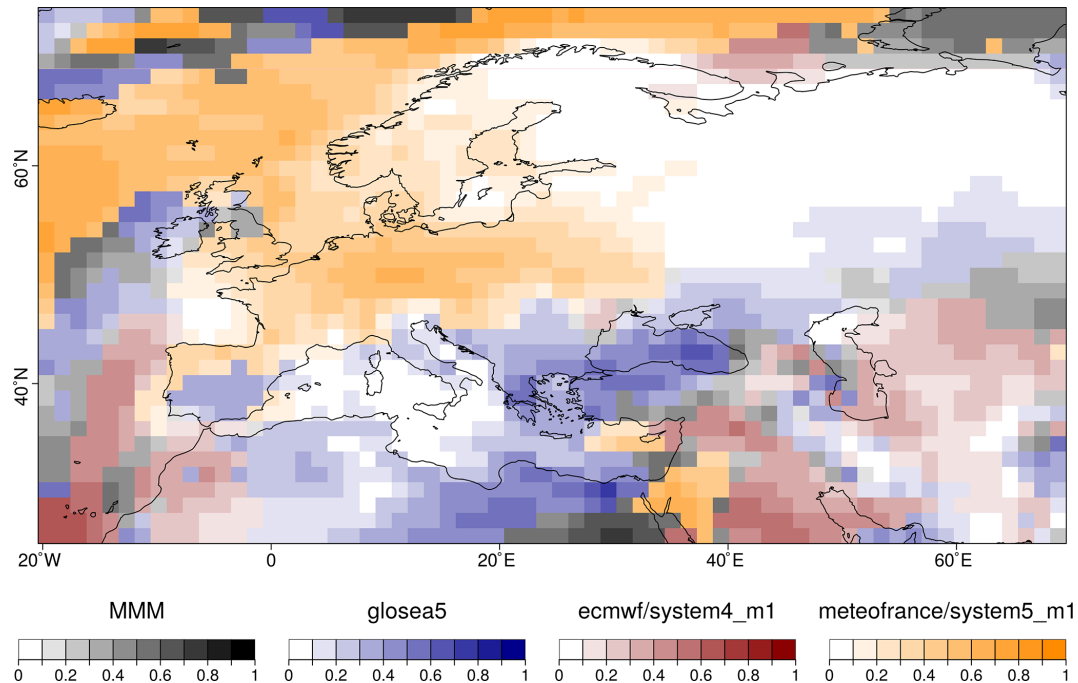 60°N
40°N
20°W 0 20°E 40°E 60°E
MMM glosea5 ecmwf/system4_m1 meteofrance/system5_m1
0 0.2 0.4 0.6 0.8 1 0 0.2 0.4 0.6 0.8 1 0 0.2 0.4 0.6 0.8 1 0 0.2 0.4 0.6 0.8 1